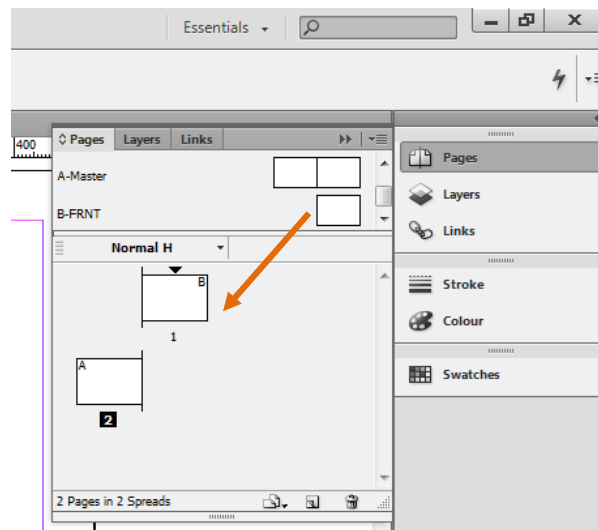 Essentials
400
Pages Layers Links
A-Master
B-FRNT
Normal H
B
1
A
2
2 Pages in 2 Spreads
Pages
Layers
Links
Stroke
Colour
Swatches